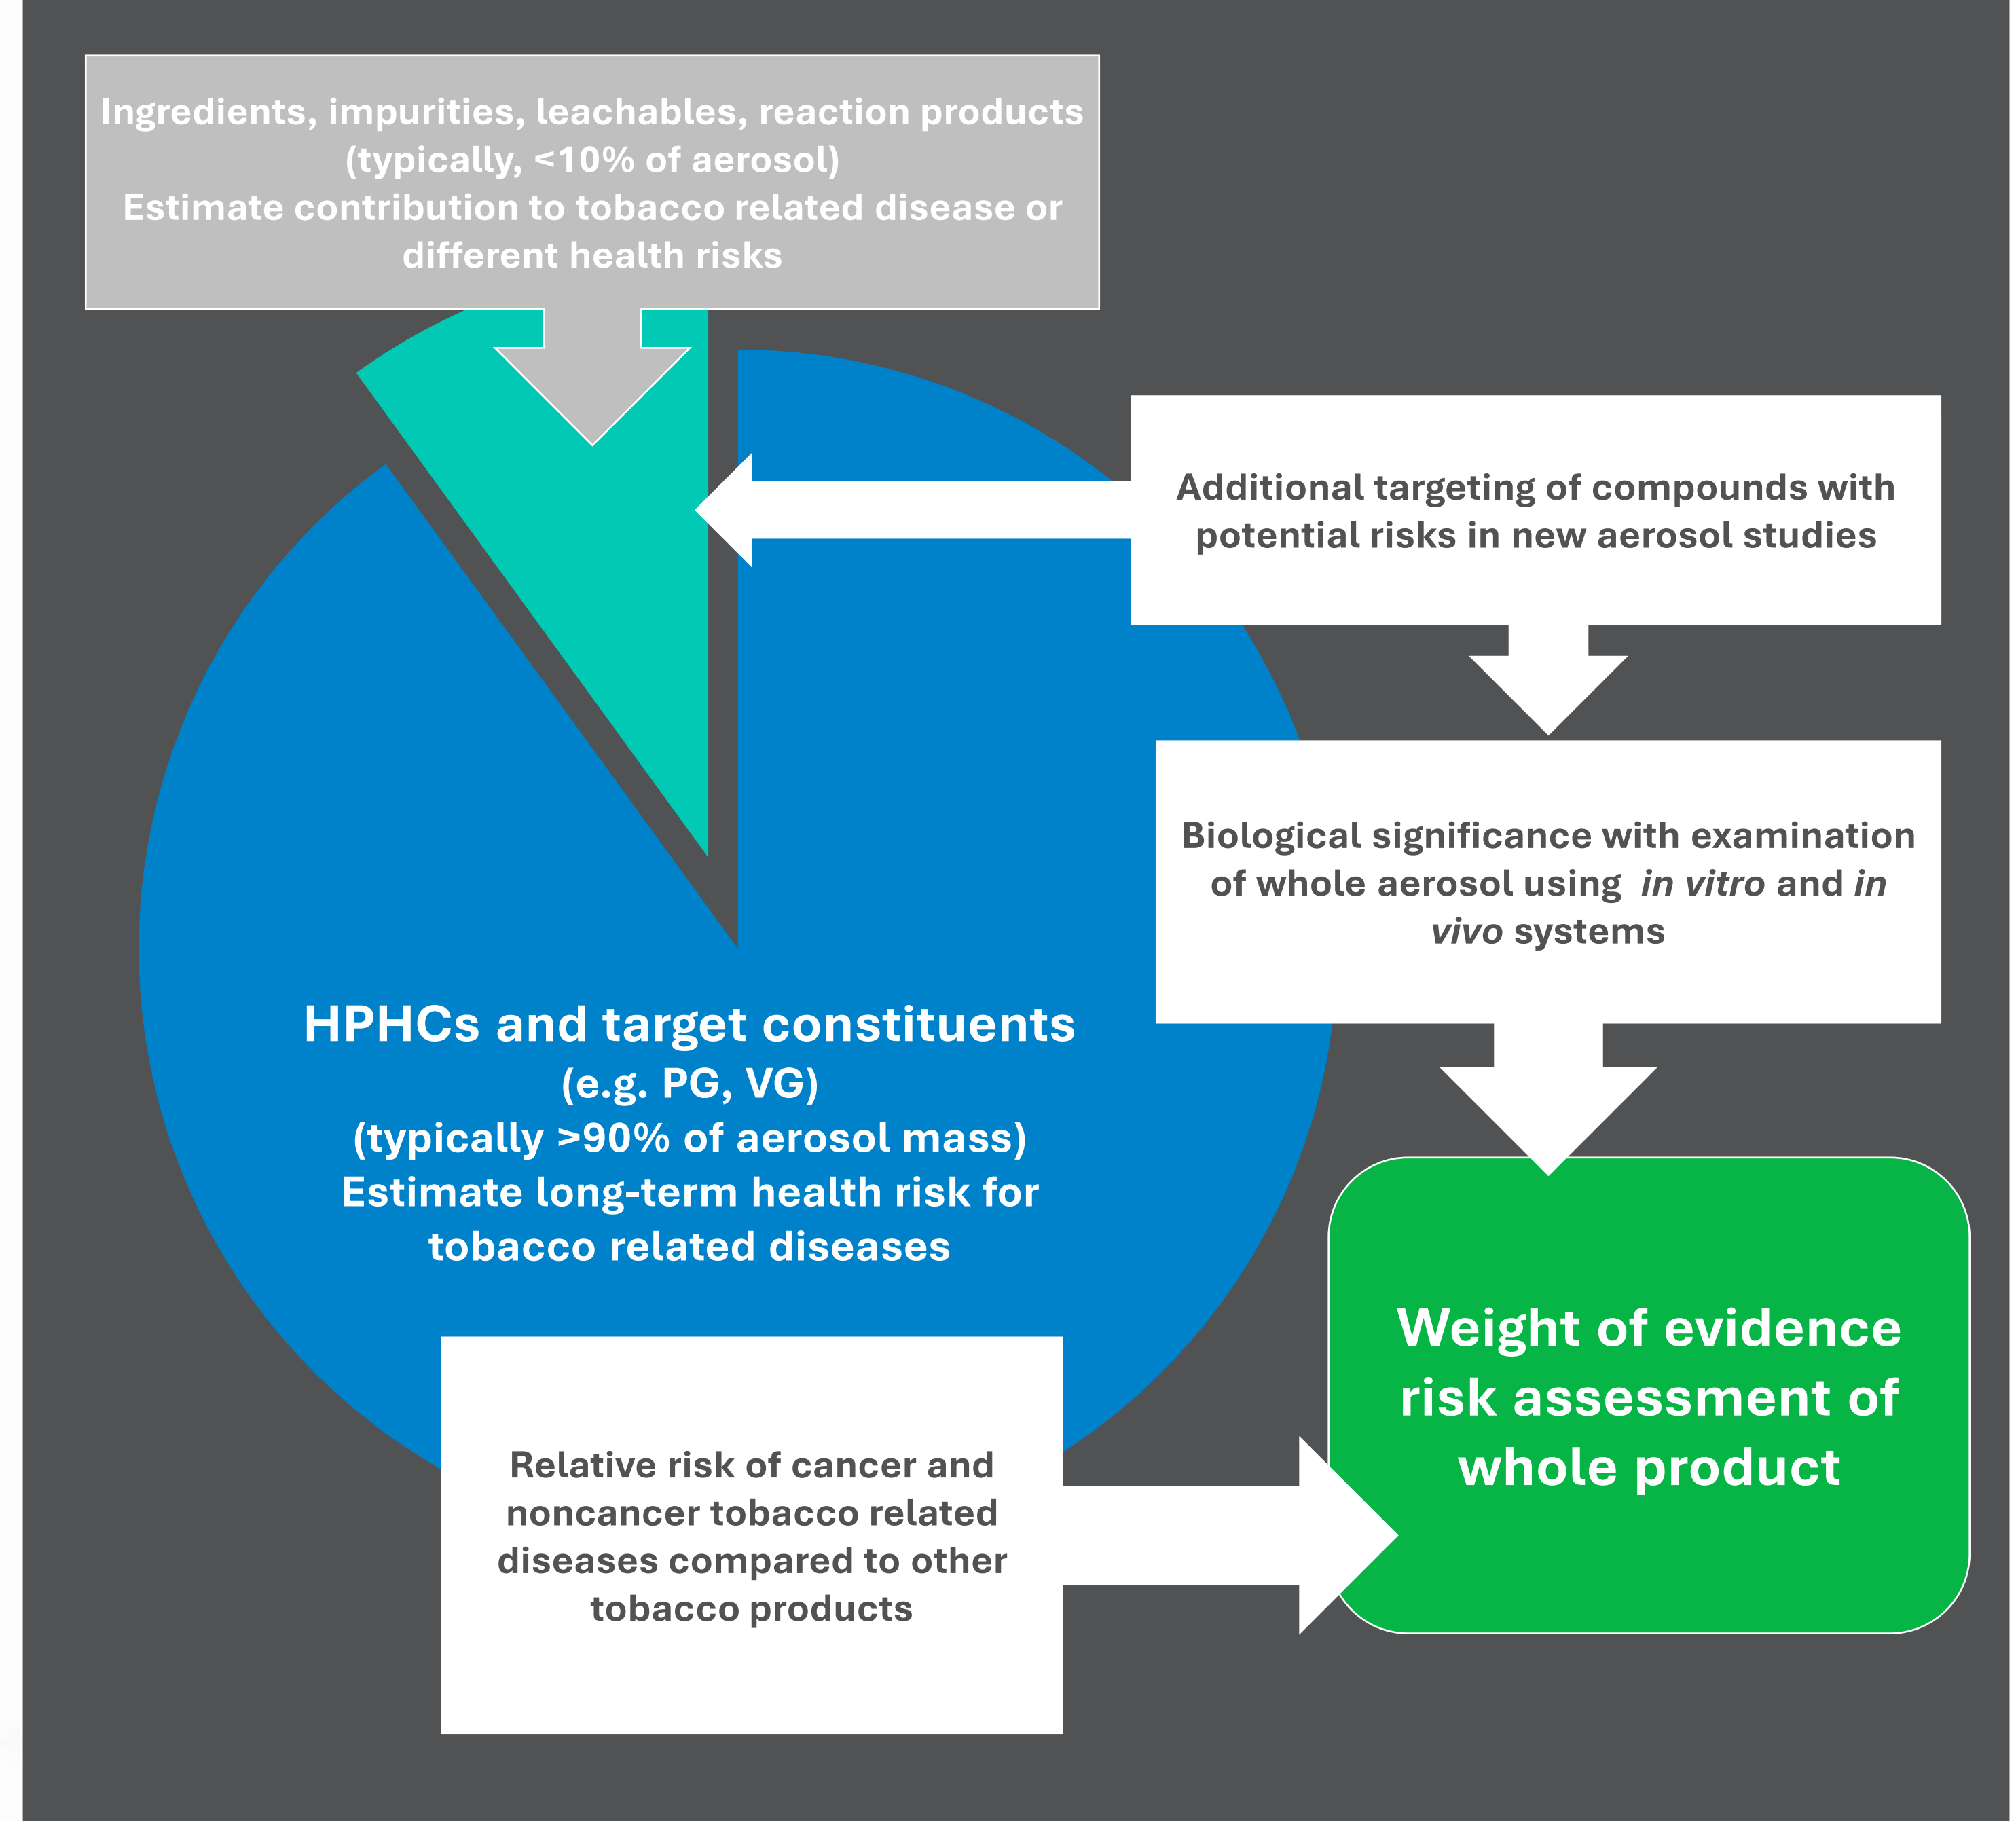 Ingredients, impurities, leachables, reaction products
(typically, <10% of aerosol)
Estimate contribution to tobacco related disease or
different health risks
Additional targeting of compounds with
potential risks in new aerosol studies
Biological significance with examination
of whole aerosol using in vitro and in
vivo systems
HPHCs and target constituents
(e.g. PG, VG)
(typically >90% of aerosol mass)
Estimate long-term health risk for
tobacco related diseases
Weight of evidence
risk assessment of
whole product
Relative risk of cancer and
noncancer tobacco related
diseases compared to other
tobacco products